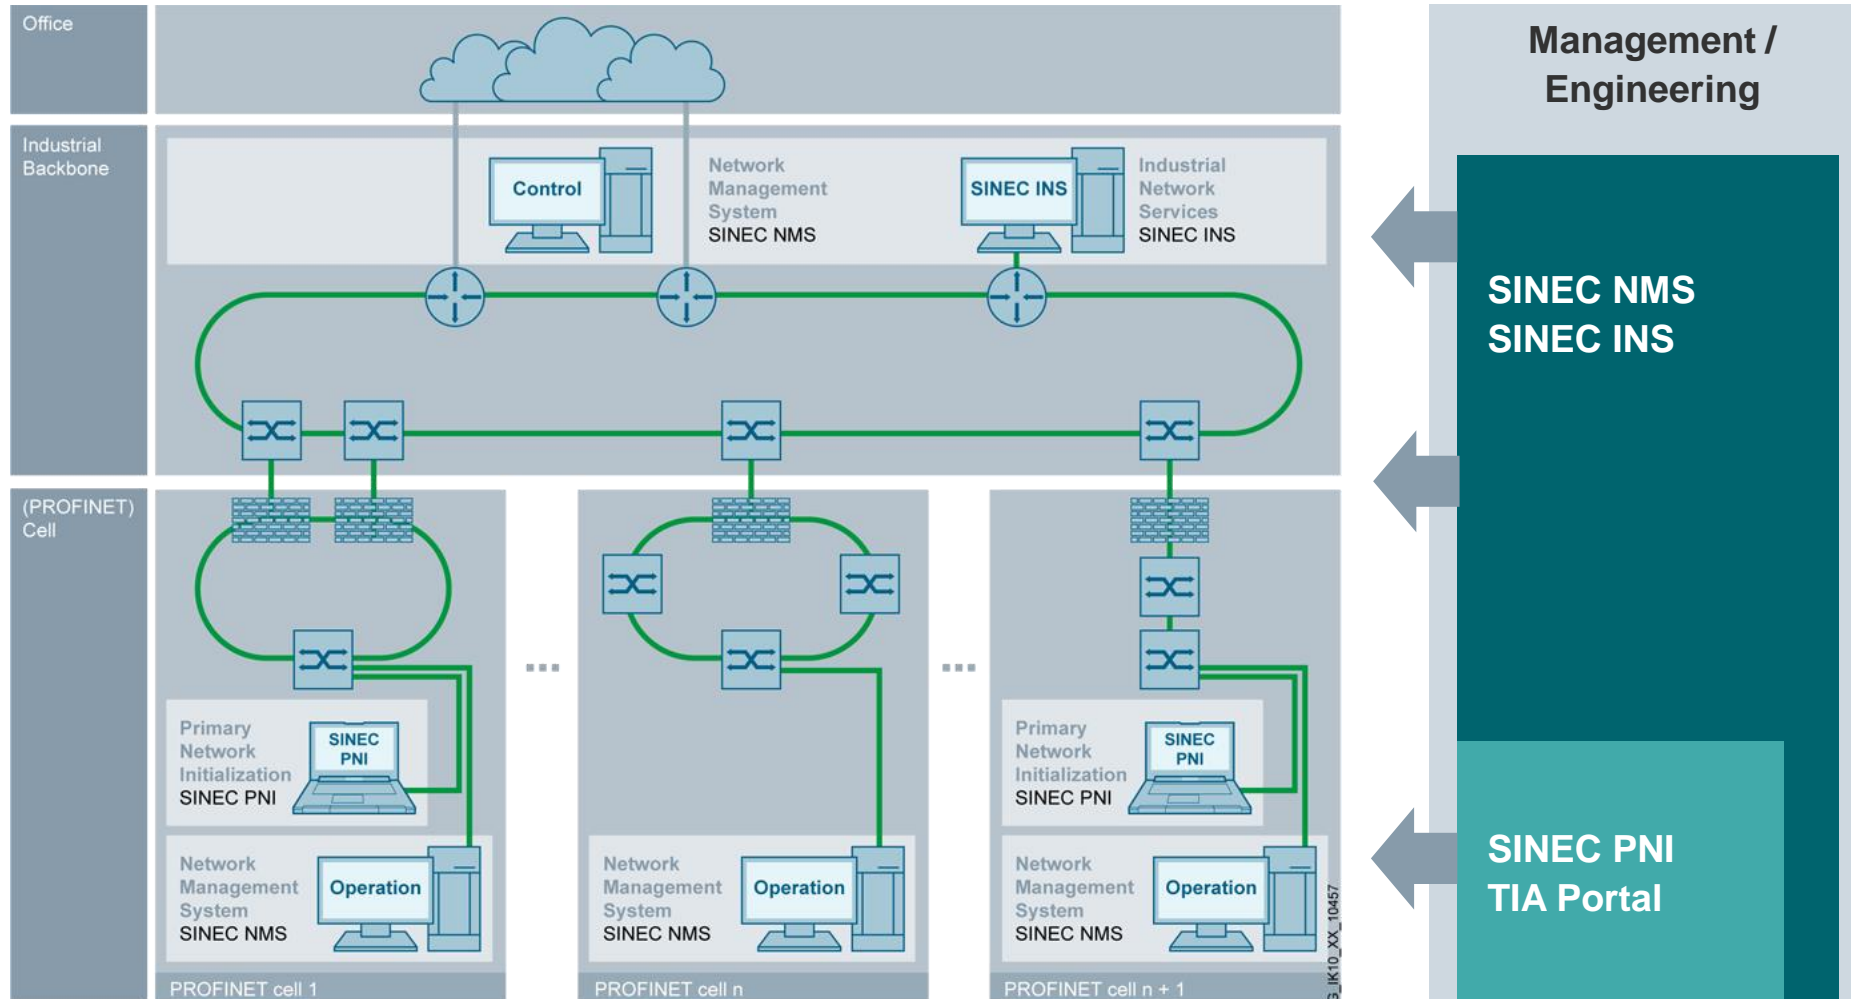 Office
Industrial
Backbone
Control
Network
Management
System
SINEC NMS
SINEC INS
Industrial
Network
Services
SINEC INS
(PROFINET)
Cell
Primary
Network
Initialization
SINEC PNI
SINEC
PNI
Network
Management
System
SINEC NMS
Operation
PROFINET cell 1
Network
Management
System
SINEC NMS
Operation
PROFINET cell n
Primary
Network
Initialization
SINEC PNI
SINEC
PNI
Network
Management
System
SINEC NMS
Operation
PROFINET cell n + 1
G_IK10_XX_10457
Management /
Engineering
SINEC NMS
SINEC INS
SINEC PNI
TIA Portal